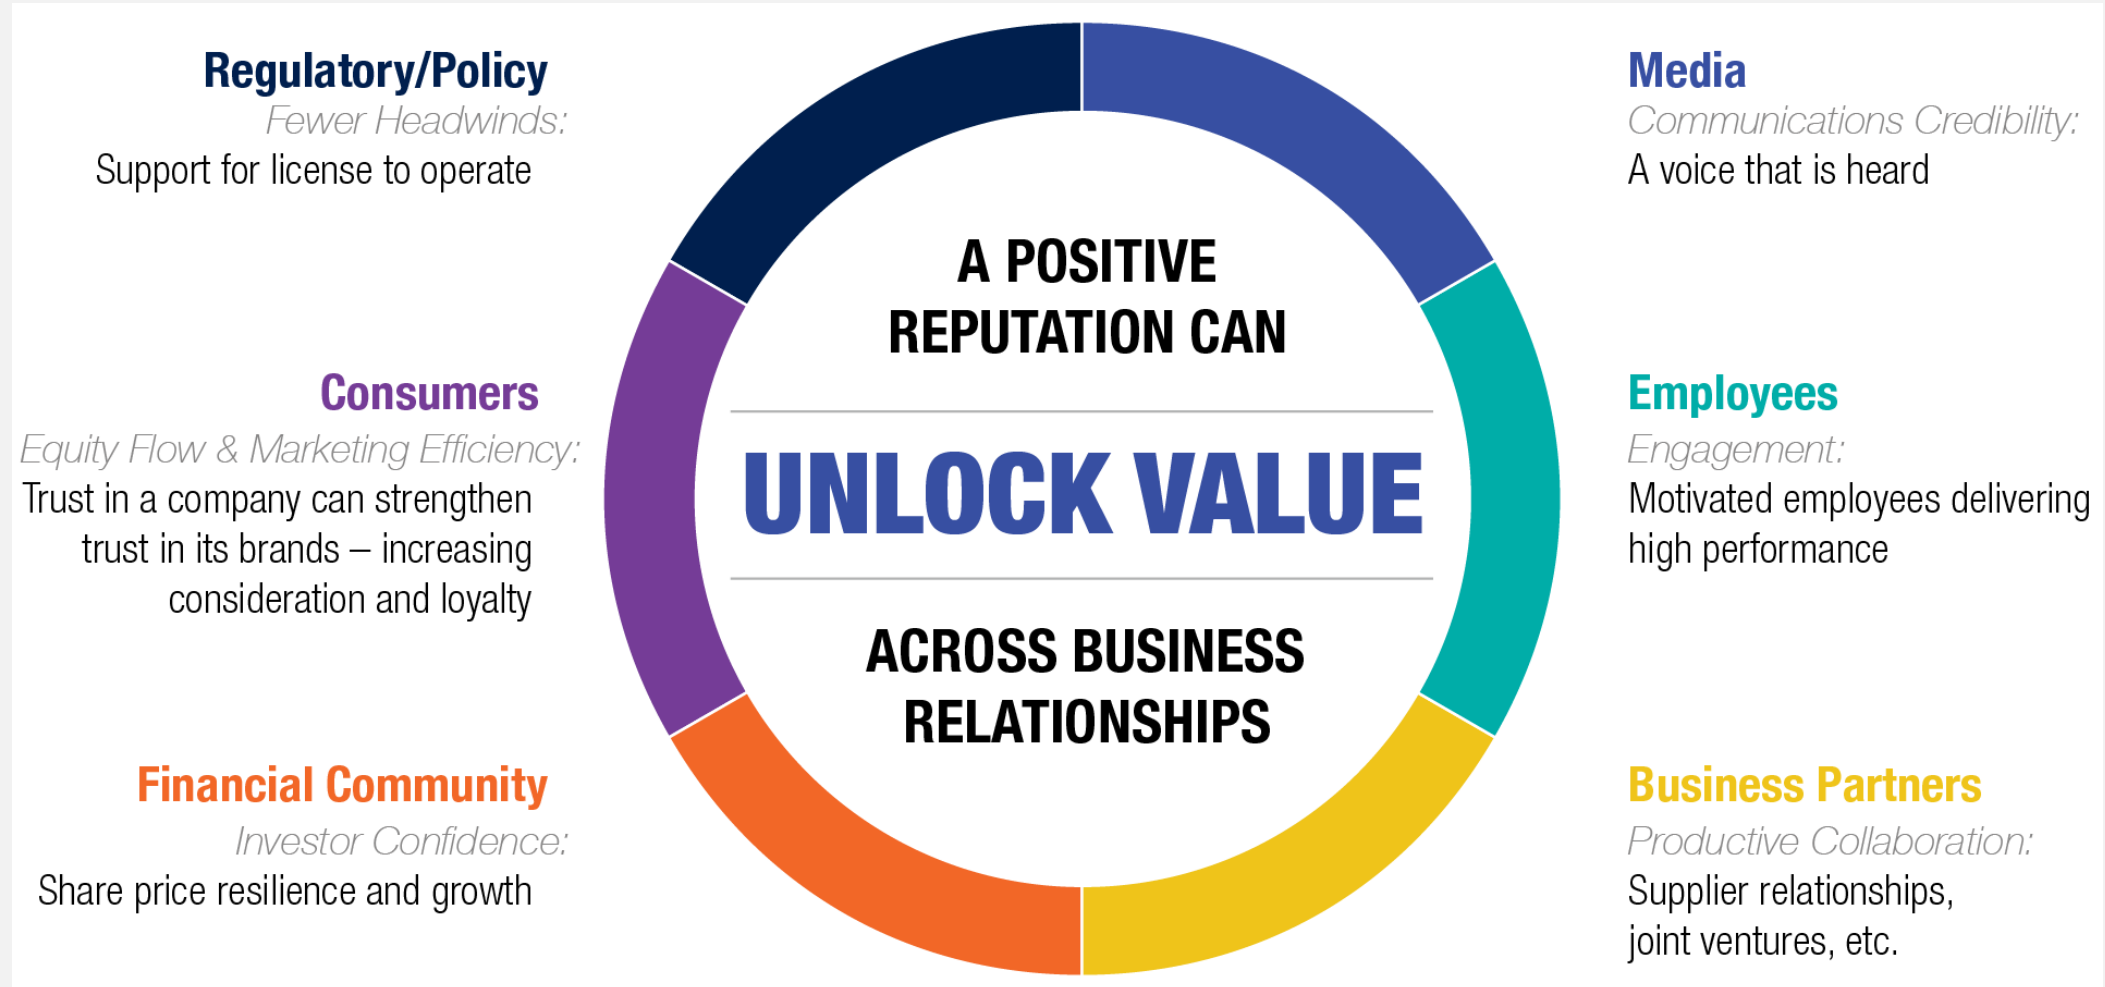 Regulatory/Policy
Fewer Headwinds:
Support for license to operate
Consumers
Equity Flow & Marketing Efficiency:
Trust in a company can strengthen
trust in its brands – increasing
consideration and loyalty
Financial Community
Investor Confidence:
Share price resilience and growth
A POSITIVE
REPUTATION CAN
UNLOCK VALUE
ACROSS BUSINESS
RELATIONSHIPS
Media
Communications Credibility:
A voice that is heard
Employees
Engagement:
Motivated employees delivering
high performance
Business Partners
Productive Collaboration:
Supplier relationships,
joint ventures, etc.